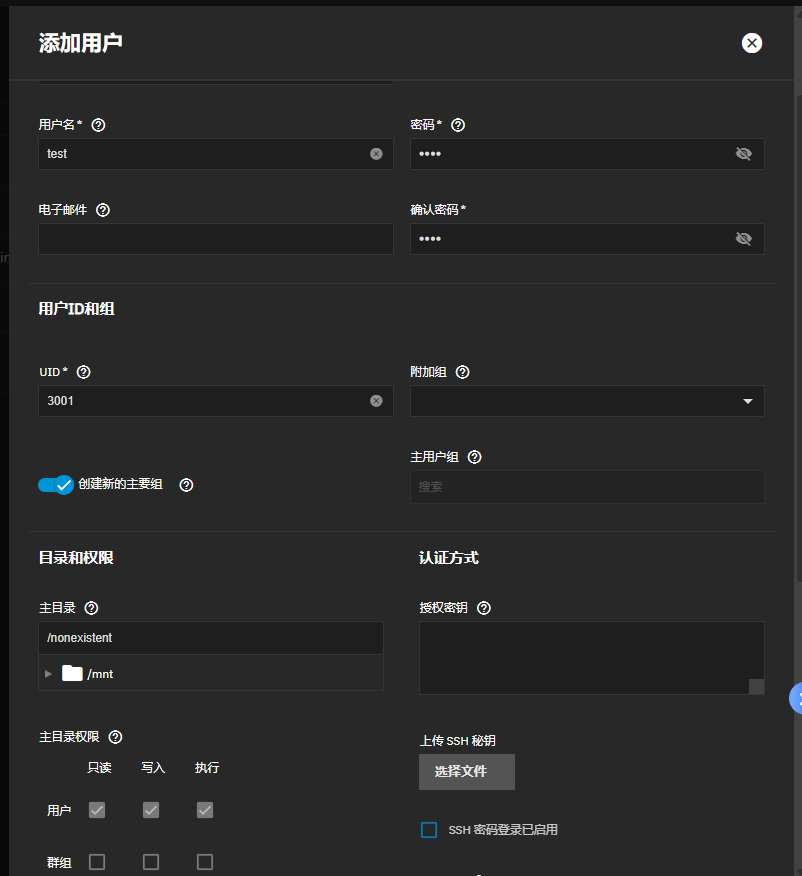 添加用户
用户名*
密码*
test
••••
电子邮件
确认密码*
••••
用户ID和组
UID*
附加组
3001
主用户组
创建新的主要组
搜索
目录和权限
认证方式
主目录
授权密钥
/nonexistent
/mnt
主目录权限
上传 SSH 秘钥
只读 写入 执行
选择文件
用户
SSH 密码登录已启用
群组